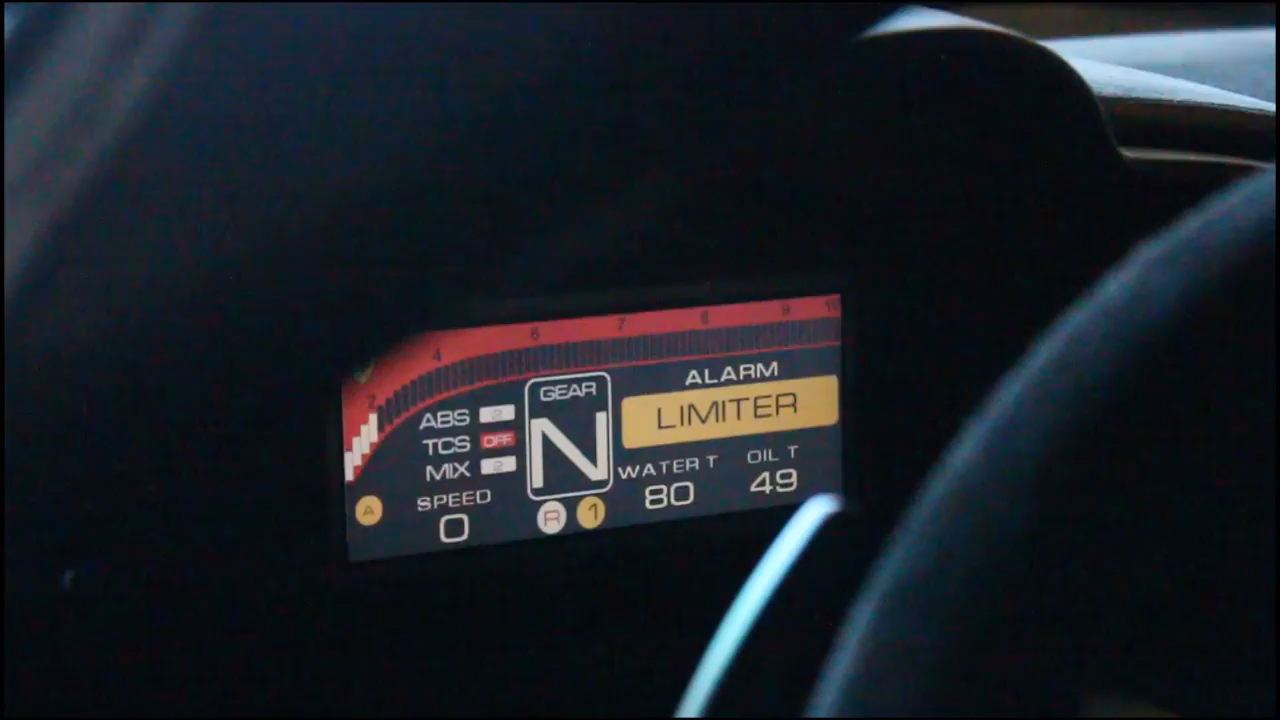 2 4 6 7 8 9 10
ALARM
LIMITER
GEAR
N
ABS 2
TCS OFF
MIX 2
SPEED
0
WATER T
80
OIL T
49
A
R 1